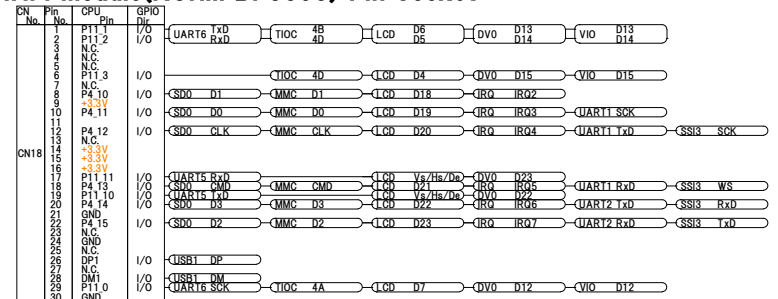 CN Pin CPU GPIO
No. No. Pin Dir
1 P11_1 I/O UART6 TxD TIOC 4B LCD D6 DV0 D13 VIO D13
2 P11_2 I/O RxD 4D D5 D14 D14
3 N.C.
4 N.C.
5 N.C.
6 P11_3 I/O TIOC 4D LCD D4 DV0 D15 VIO D15
7 N.C.
8 P4_10 I/O SD0 D1 MMC D1 LCD D18 IRQ IRQ2
9 +3.3V
10 P4_11 I/O SD0 D0 MMC D0 LCD D19 IRQ IRQ3 UART1 SCK
11
12 P4_12 I/O SD0 CLK MMC CLK LCD D20 IRQ IRQ4 UART1 TxD SSI3 SCK
13 N.C.
14 +3.3V
CN18 15 +3.3V
16 +3.3V
17 P11_11 I/O UART5 RxD LCD Vs/Hs/De DV0 D23
18 P4_13 I/O SD0 CMD MMC CMD LCD D21 IRQ IRQ5 UART1 RxD SSI3 WS
19 P11_10 I/O UART5 TxD LCD Vs/Hs/De DV0 D22
20 P4_14 I/O SD0 D3 MMC D3 LCD D22 IRQ IRQ6 UART2 TxD SSI3 RxD
21 GND
22 P4_15 I/O SD0 D2 MMC D2 LCD D23 IRQ IRQ7 UART2 RxD SSI3 TxD
23 N.C.
24 GND
25 N.C.
26 DP1 I/O USB1 DP
27 N.C.
28 DM1 I/O USB1 DM
29 P11_0 I/O UART6 SCK TIOC 4A LCD D7 DV0 D12 VIO D12
30 GND